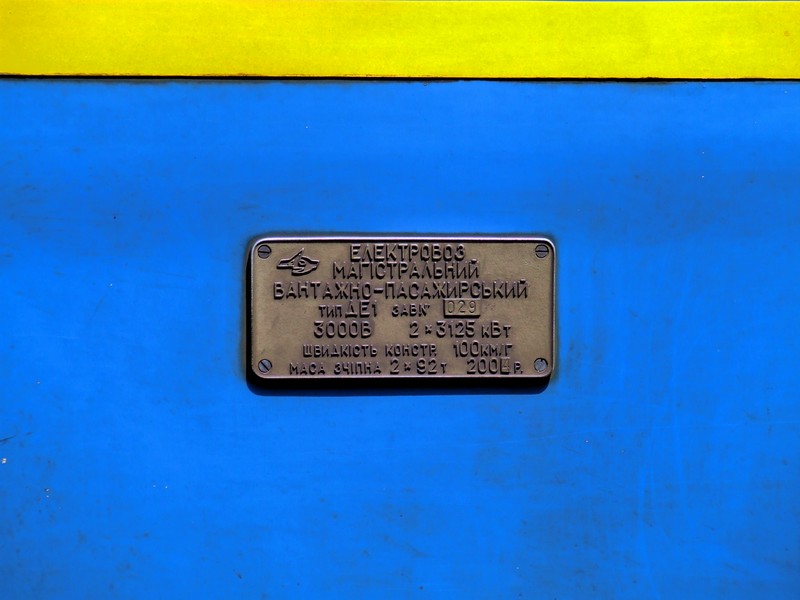 ЕЛЕКТРОВОЗ
МАГІСТРАЛЬНИЙ
ВАНТАЖНО-ПАСАЖИРСЬКИЙ
ТИП ДЕ1 ЗАВ№ 029
3000В 2×3125 кВт
ШВИДКІСТЬ КОНСТР. 100КМ/Г
МАСА ЗЧІПНА 2×92Т 200 Р.